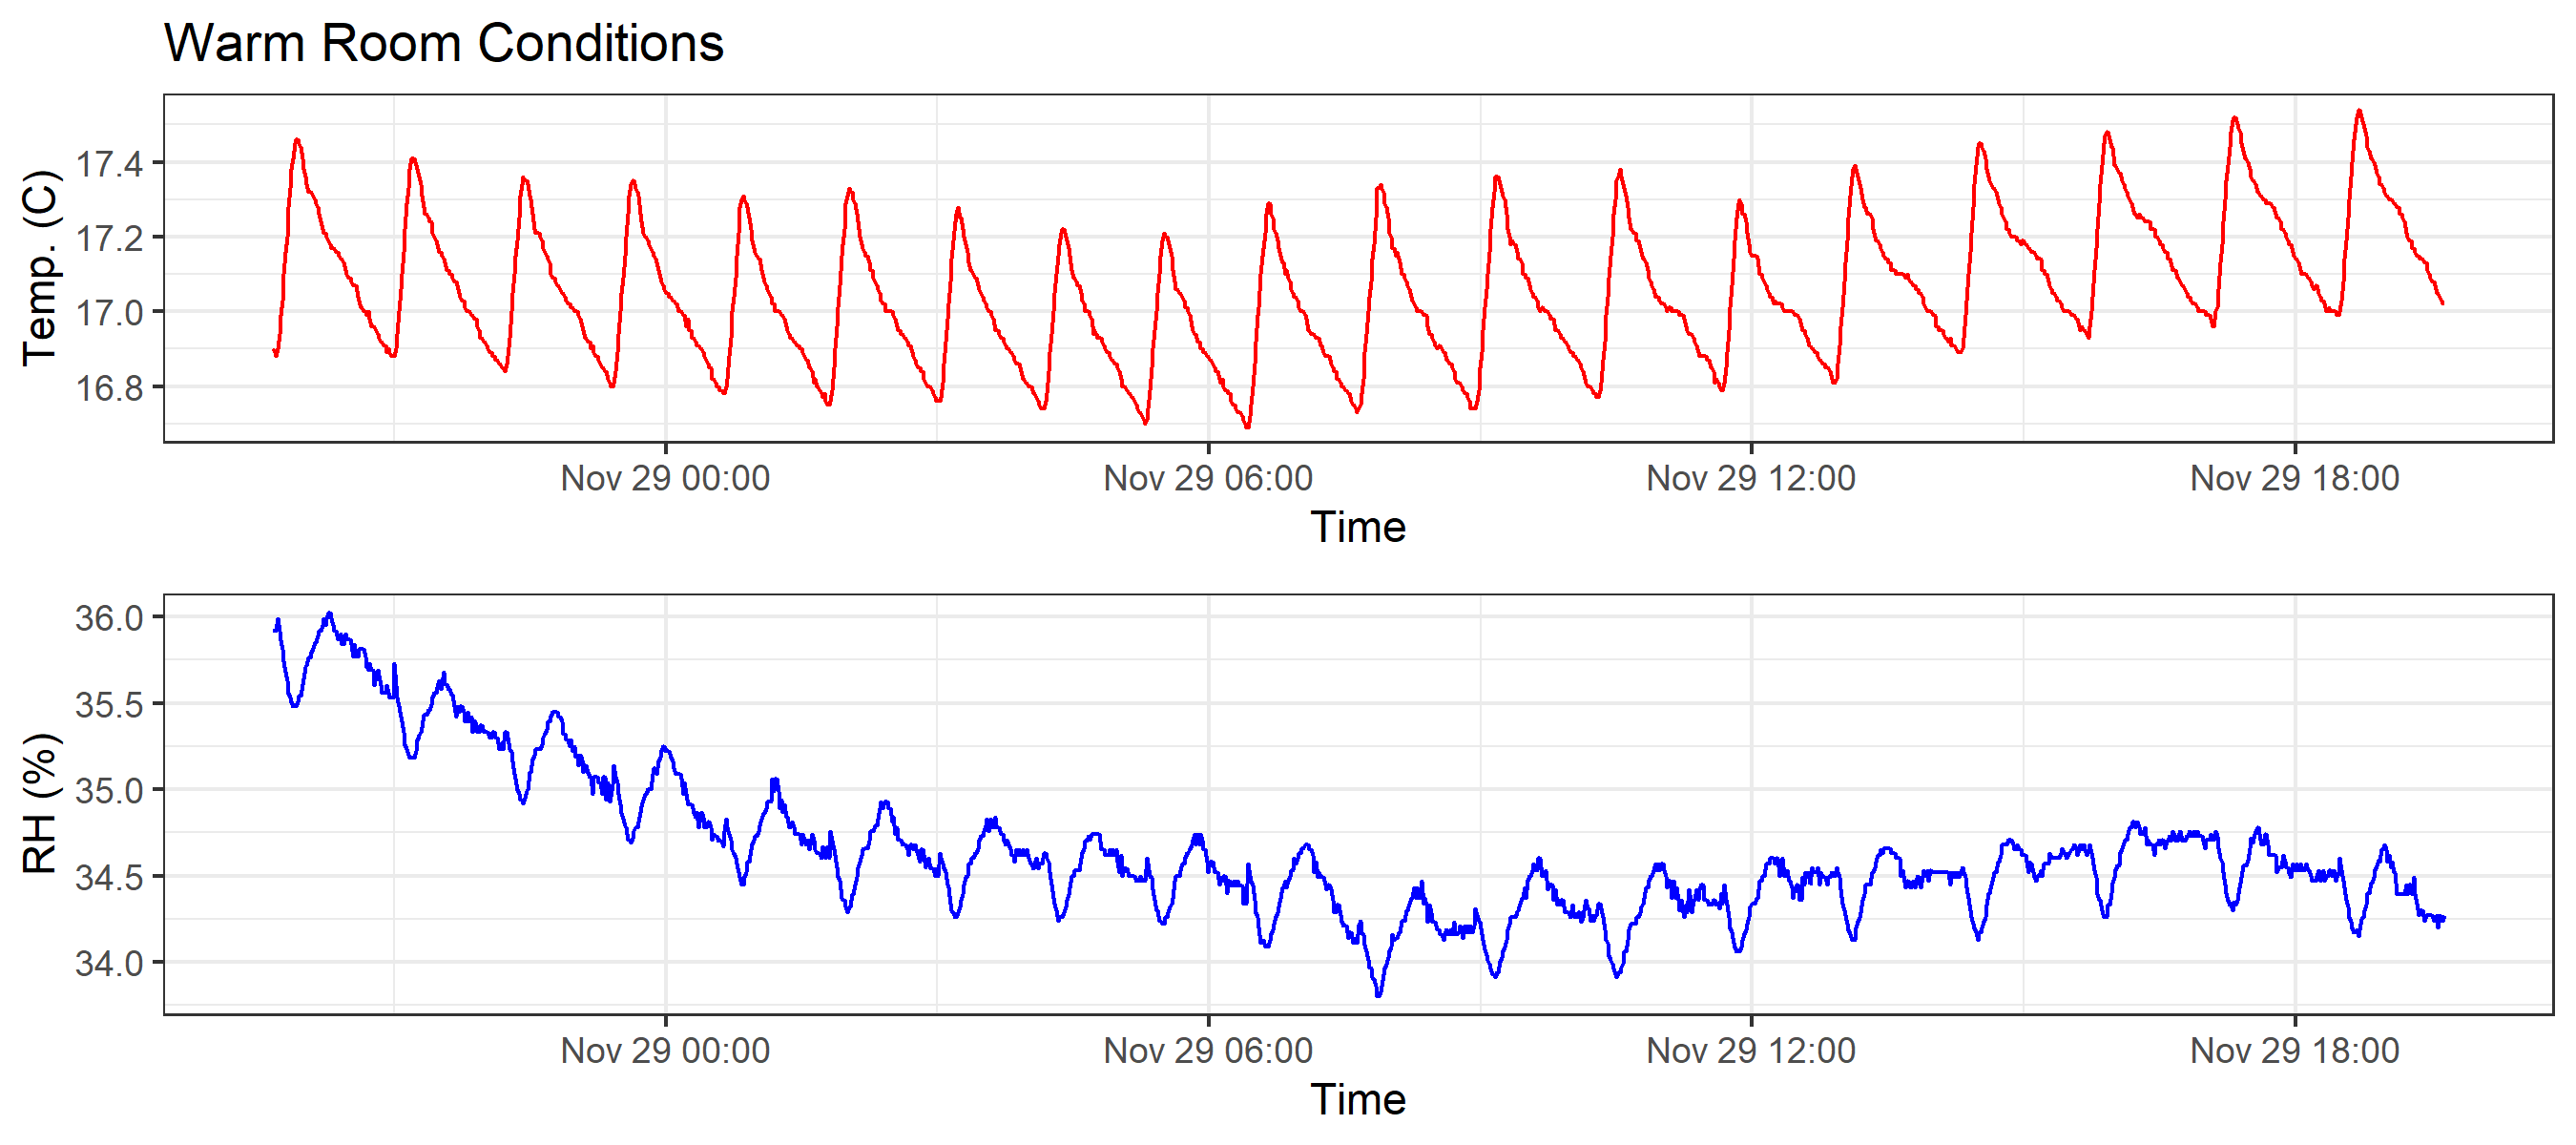 Warm Room Conditions
Temp. (C)
17.4
17.2
17.0
16.8
Nov 29 00:00 Nov 29 06:00 Nov 29 12:00 Nov 29 18:00
Time
RH (%)
36.0
35.5
35.0
34.5
34.0
Nov 29 00:00 Nov 29 06:00 Nov 29 12:00 Nov 29 18:00
Time